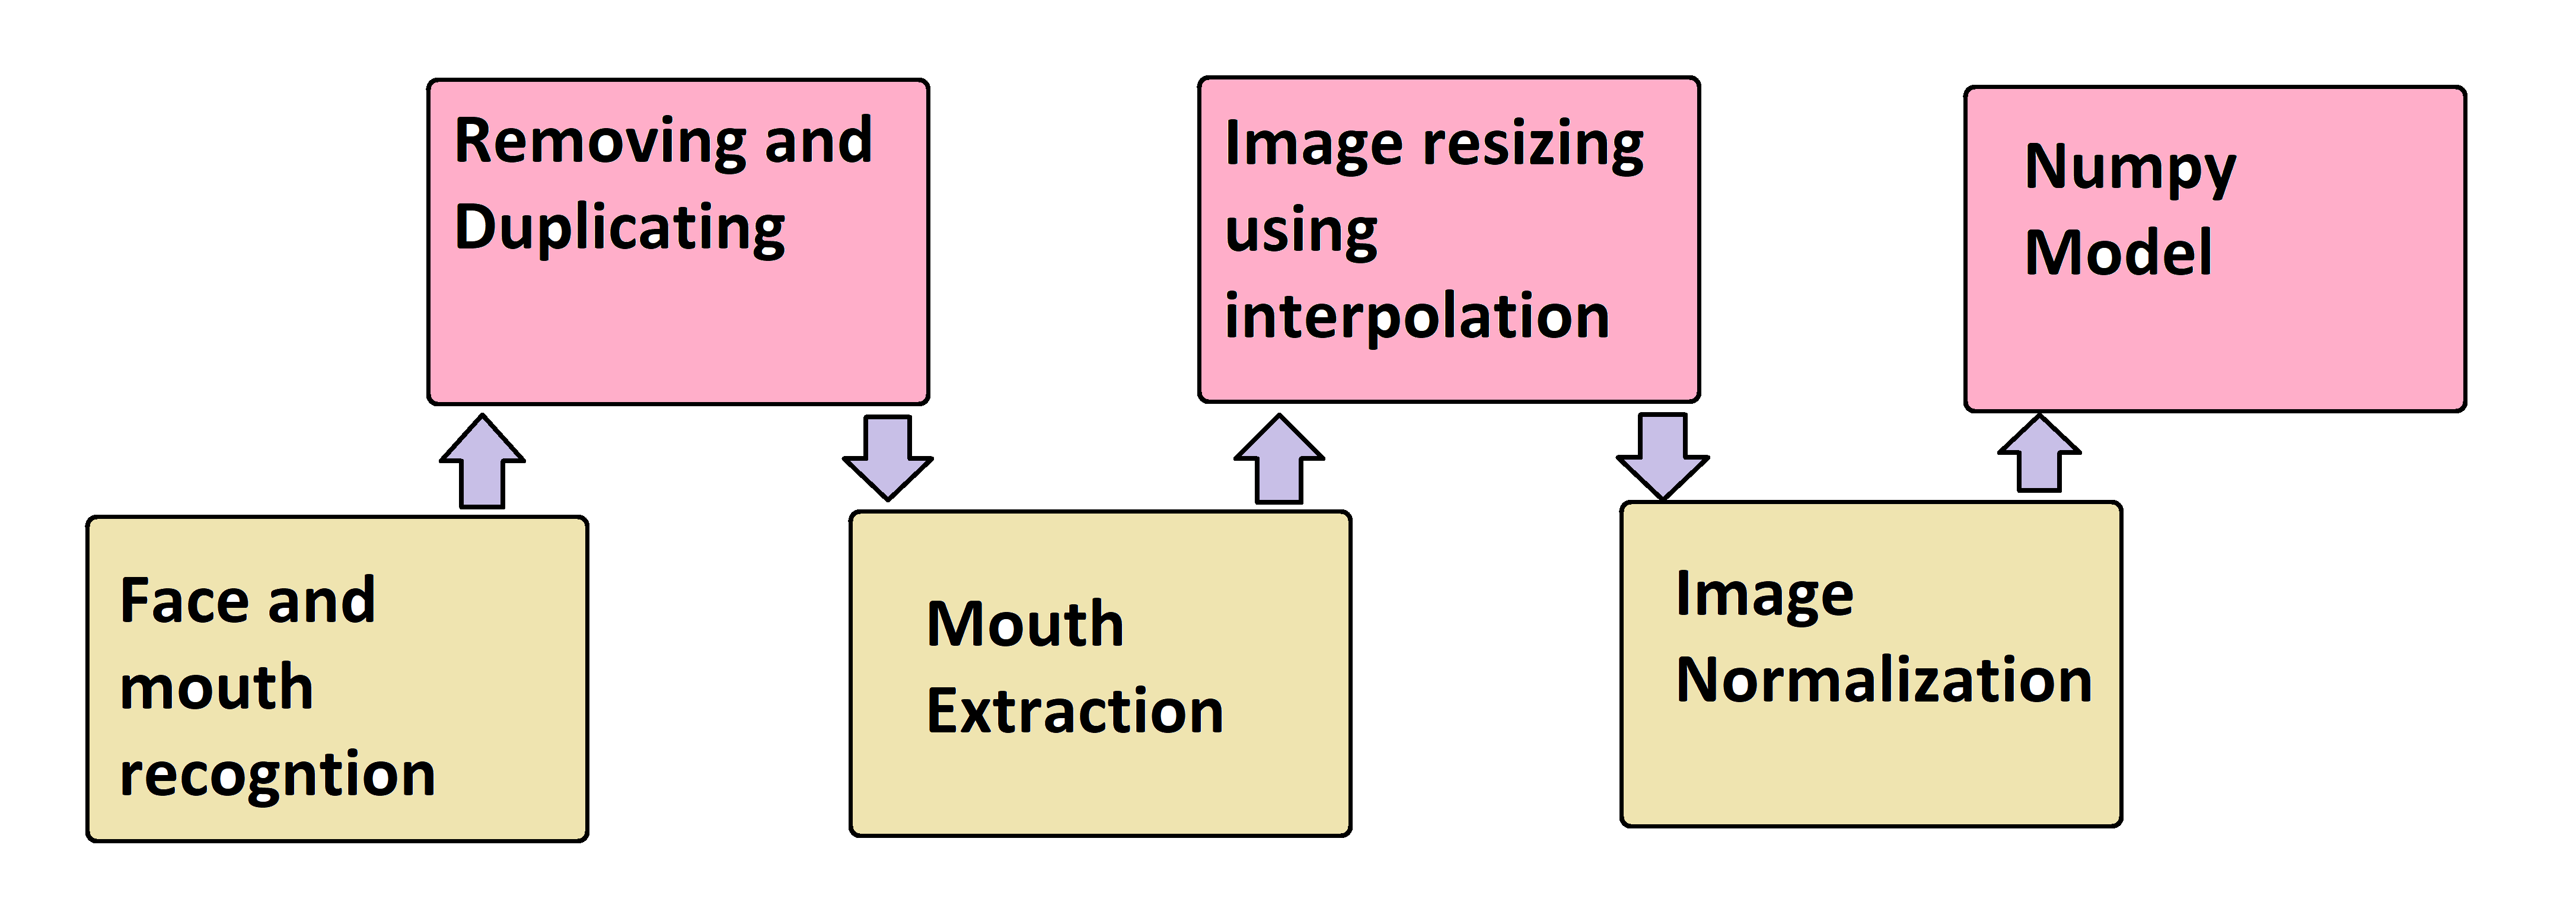 Face and
mouth
recogntion
Removing and
Duplicating
Mouth
Extraction
Image resizing
using
interpolation
Image
Normalization
Numpy
Model